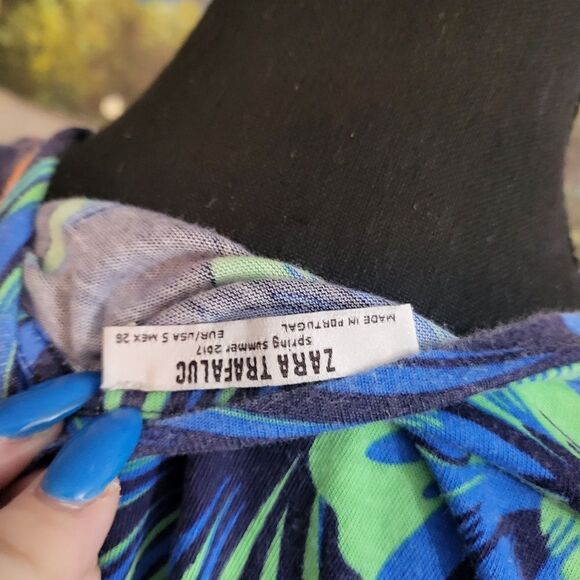 ZARA TRAFALUC
spring summer 2017
EUR/USA S MEX 26
MADE IN PORTUGAL